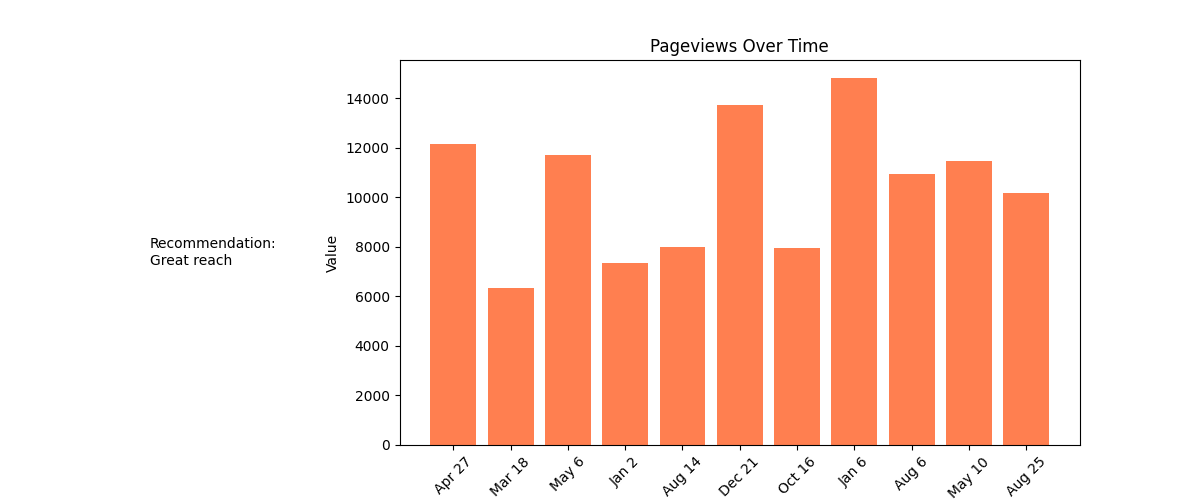 Pageviews Over Time
Recommendation:
Great reach
Value
14000
12000
10000
8000
6000
4000
2000
0
Apr 27
Mar 18
May 6
Jan 2
Aug 14
Dec 21
Oct 16
Jan 6
Aug 6
May 10
Aug 25